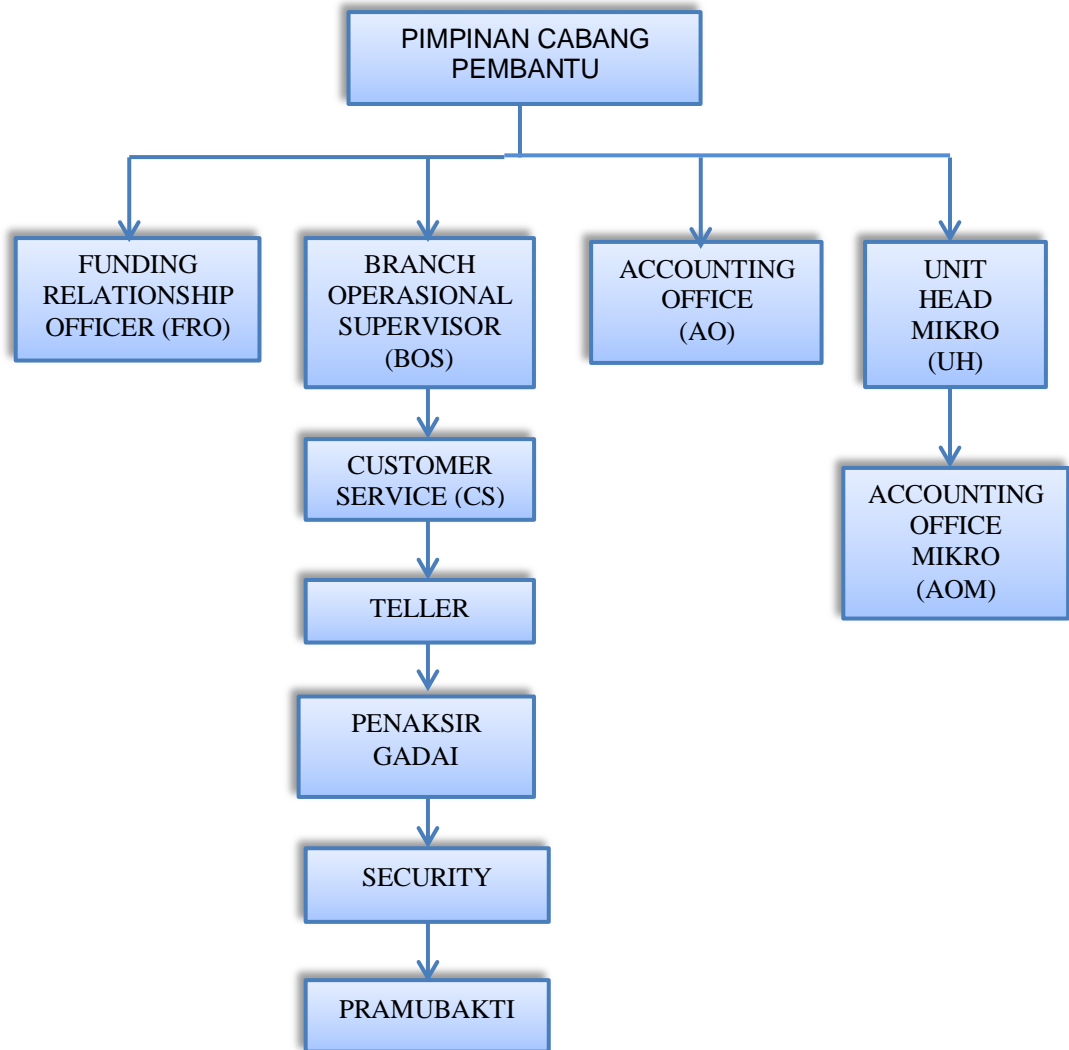 PIMPINAN CABANG
PEMBANTU
FUNDING
RELATIONSHIP
OFFICER (FRO)
BRANCH
OPERASIONAL
SUPERVISOR
(BOS)
ACCOUNTING
OFFICE
(AO)
UNIT
HEAD
MIKRO
(UH)
CUSTOMER
SERVICE (CS)
ACCOUNTING
OFFICE
MIKRO
(AOM)
TELLER
PENAKSIR
GADAI
SECURITY
PRAMUBAKTI